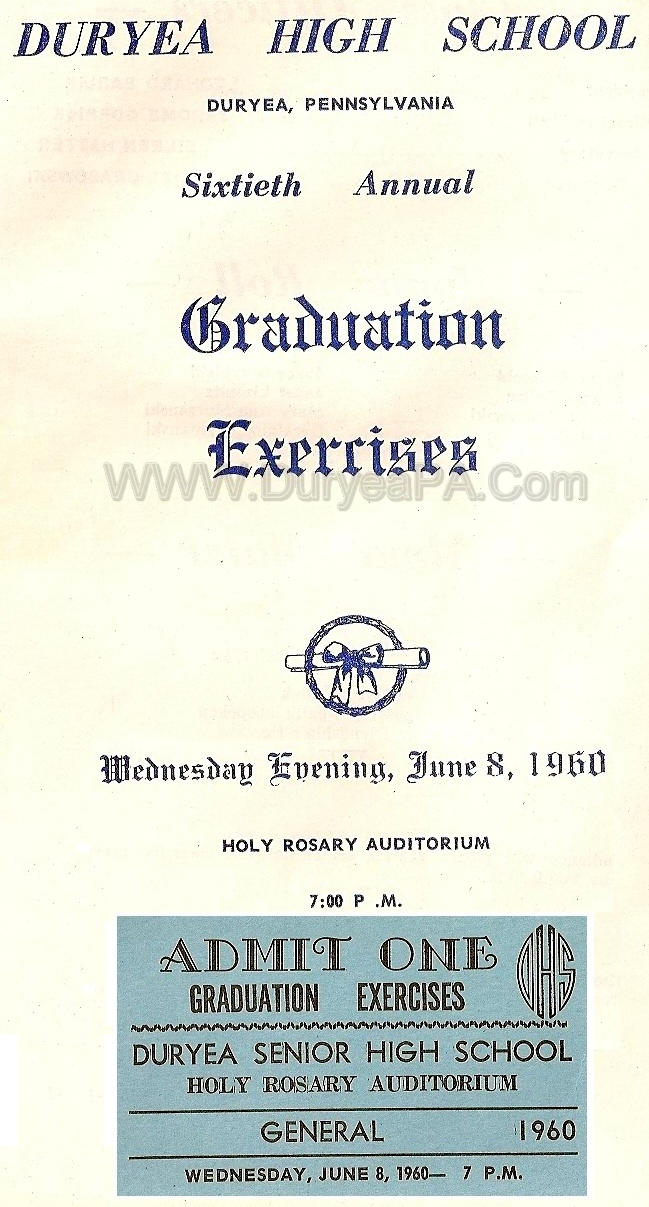 DURYEA HIGH SCHOOL
DURYEA, PENNSYLVANIA
Sixtieth Annual
Graduation
Exercises
WWW.DuryeaPA.Com
Wednesday Evening, June 8, 1960
HOLY ROSARY AUDITORIUM
7:00 P .M.
ADMIT ONE
DHS
GRADUATION EXERCISES
DURYEA SENIOR HIGH SCHOOL
HOLY ROSARY AUDITORIUM
GENERAL 1960
WEDNESDAY, JUNE 8, 1960— 7 P.M.